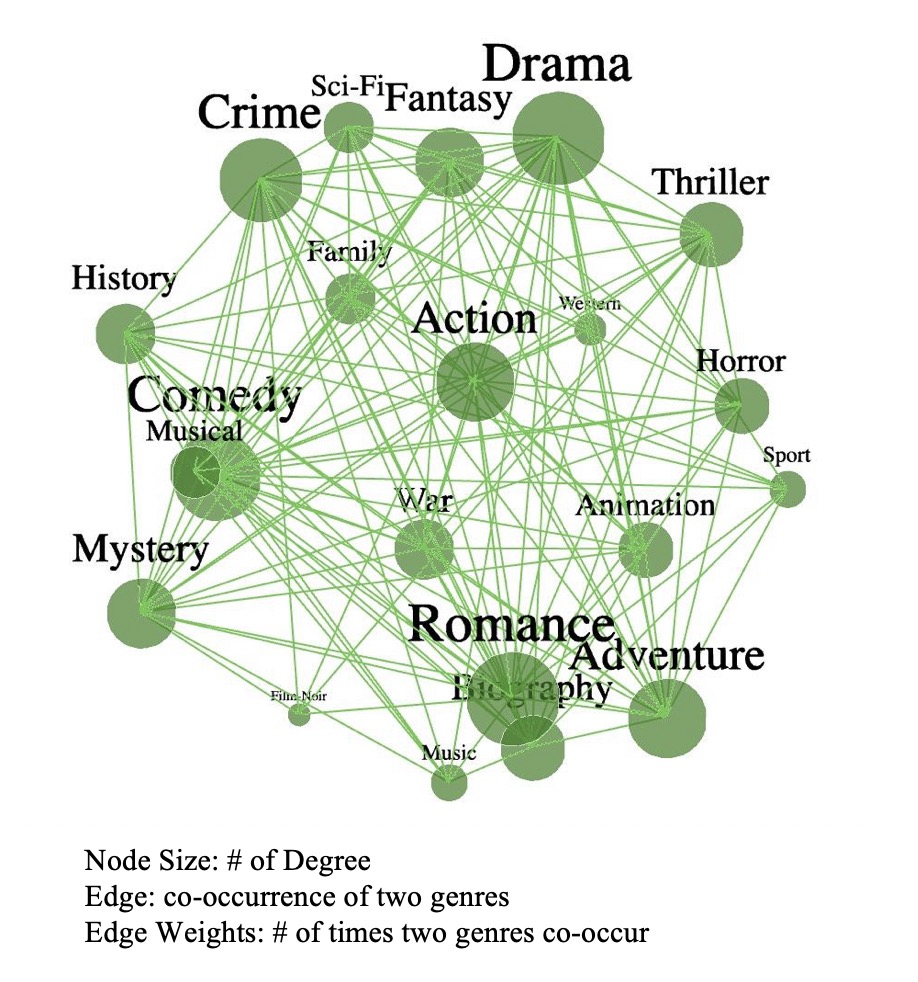 Drama
Sci-Fi
Fantasy
Crime
Thriller
Family
History
Western
Action
Horror
Comedy
Musical
Sport
War
Animation
Mystery
Romance
Adventure
Biography
Film-Noir
Music
Node Size: # of Degree
Edge: co-occurrence of two genres
Edge Weights: # of times two genres co-occur